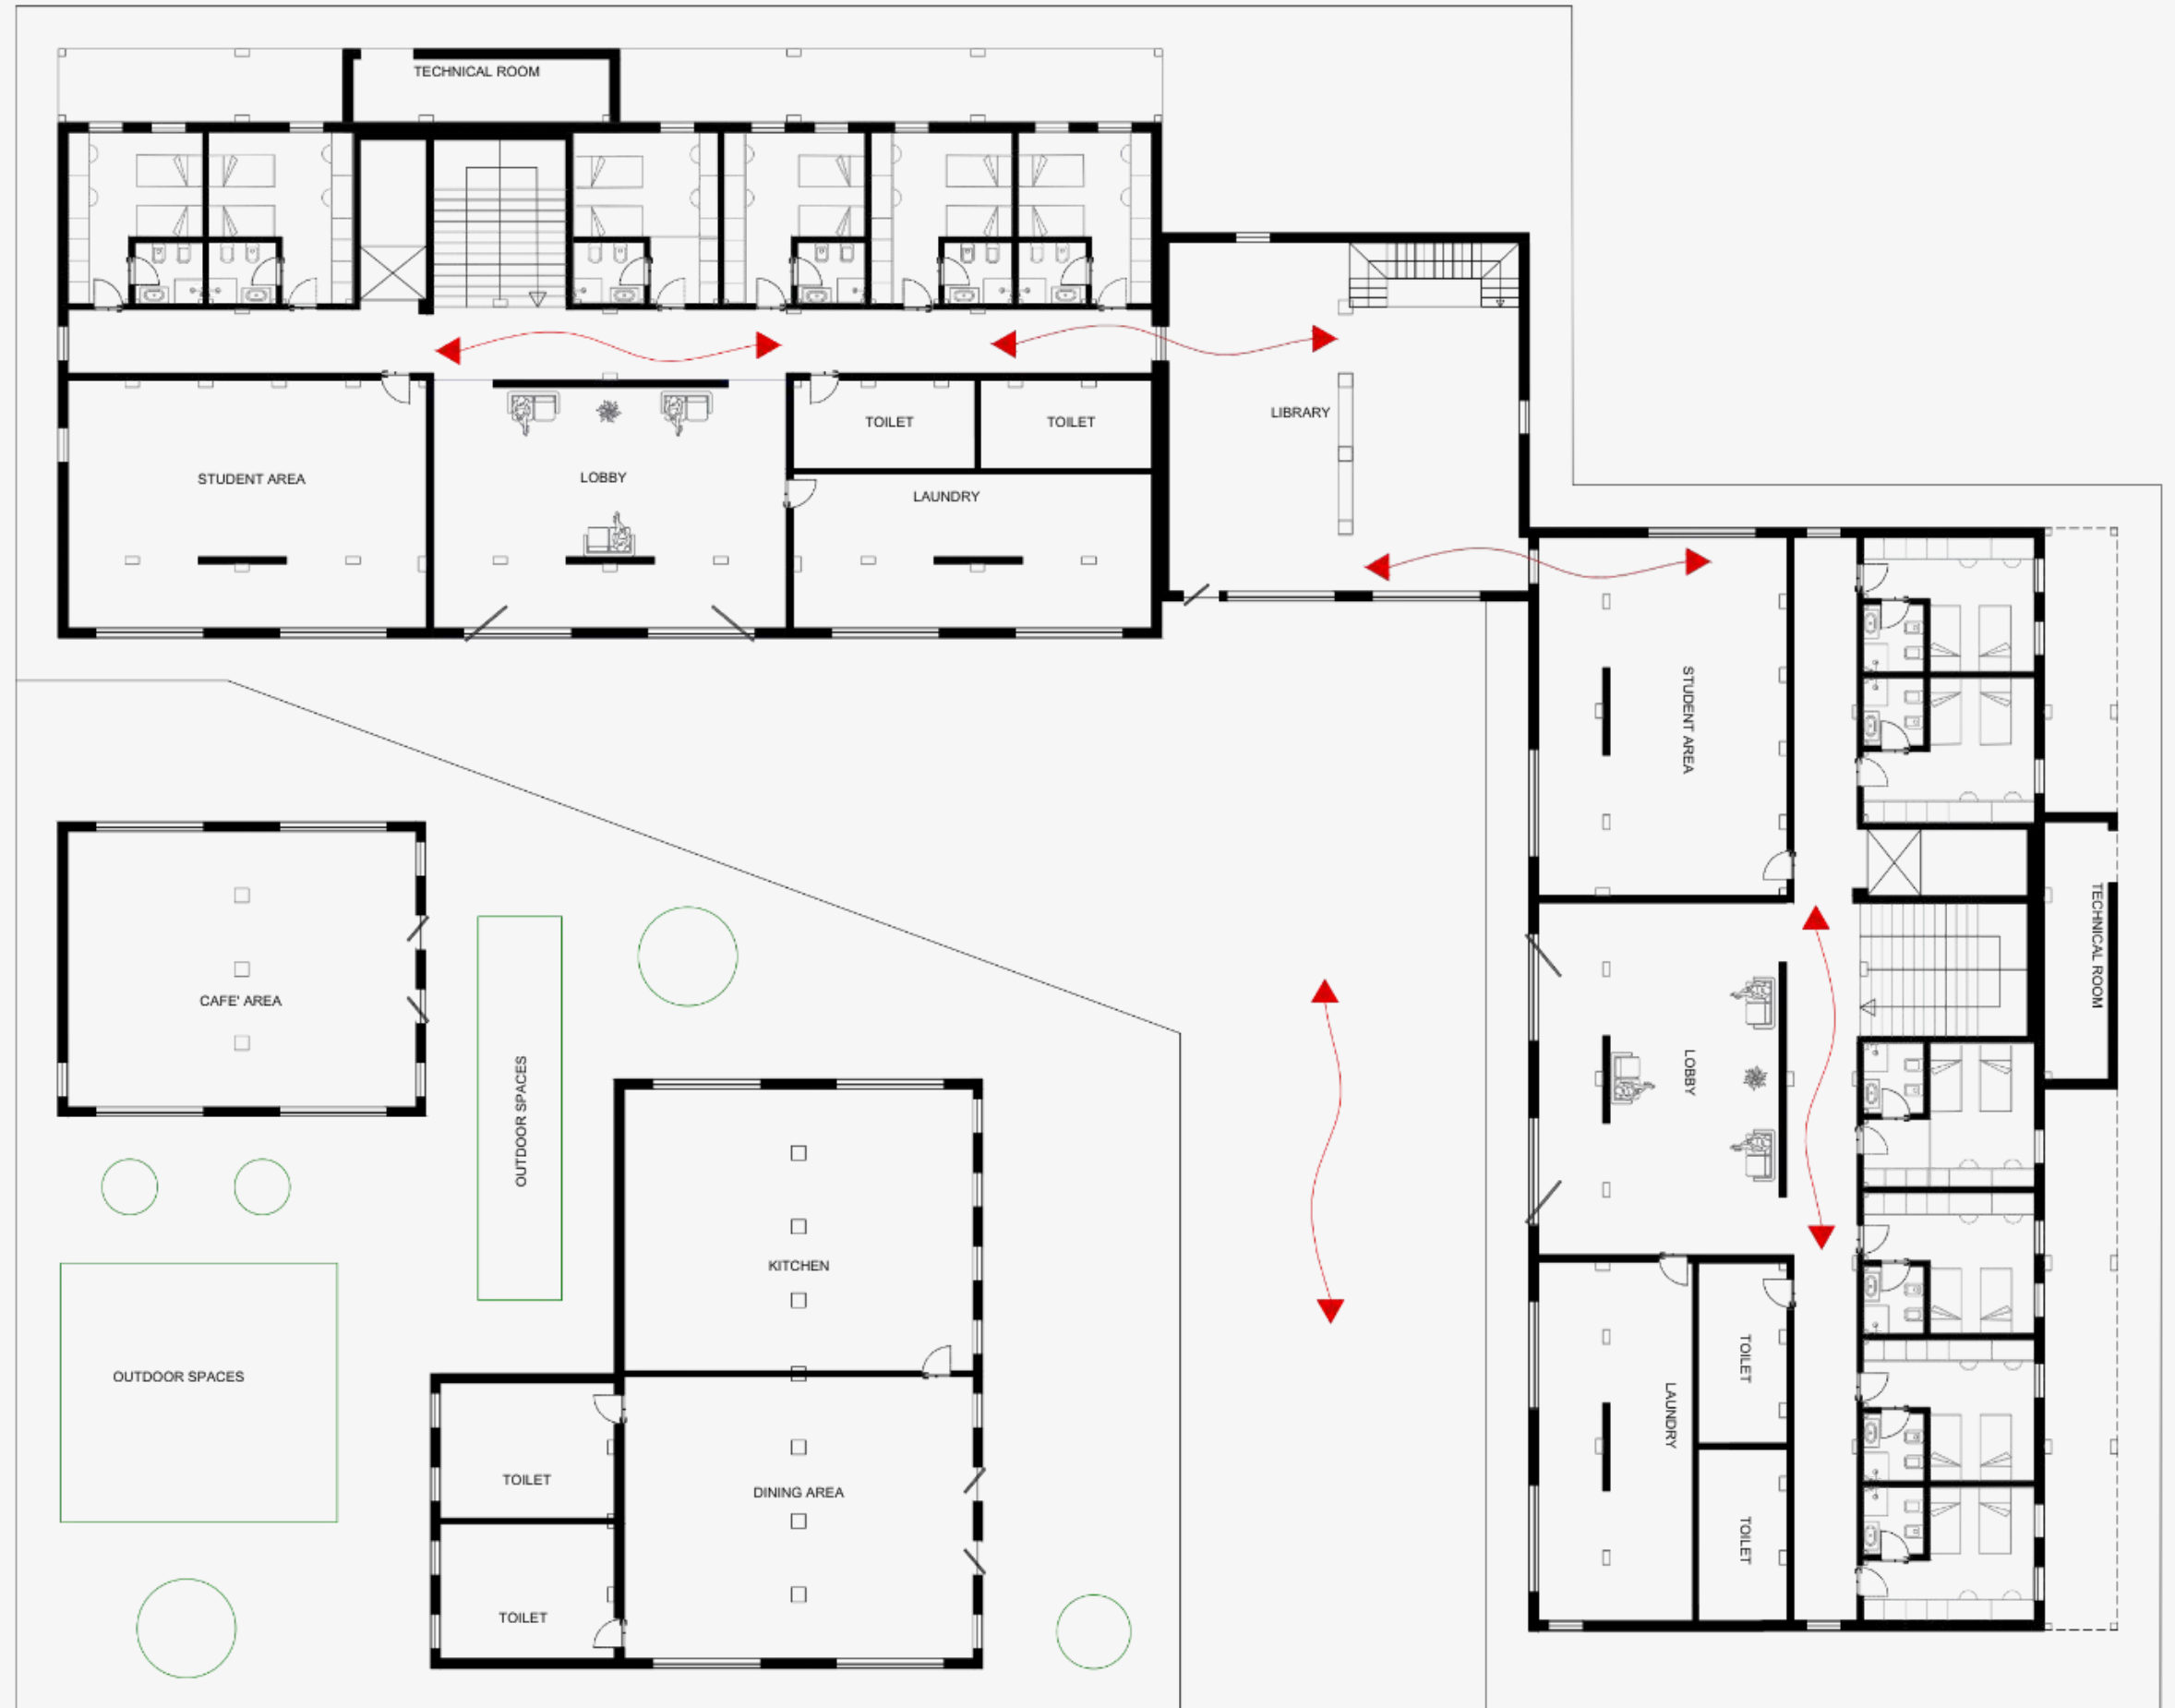 TECHNICAL ROOM
LIBRARY
TOILET
TOILET
STUDENT AREA
LOBBY
LAUNDRY
STUDENT AREA
CAFE' AREA
OUTDOOR SPACES
TECHNICAL ROOM
LOBBY
KITCHEN
OUTDOOR SPACES
TOILET
LAUNDRY
TOILET
DINING AREA
TOILET
TOILET